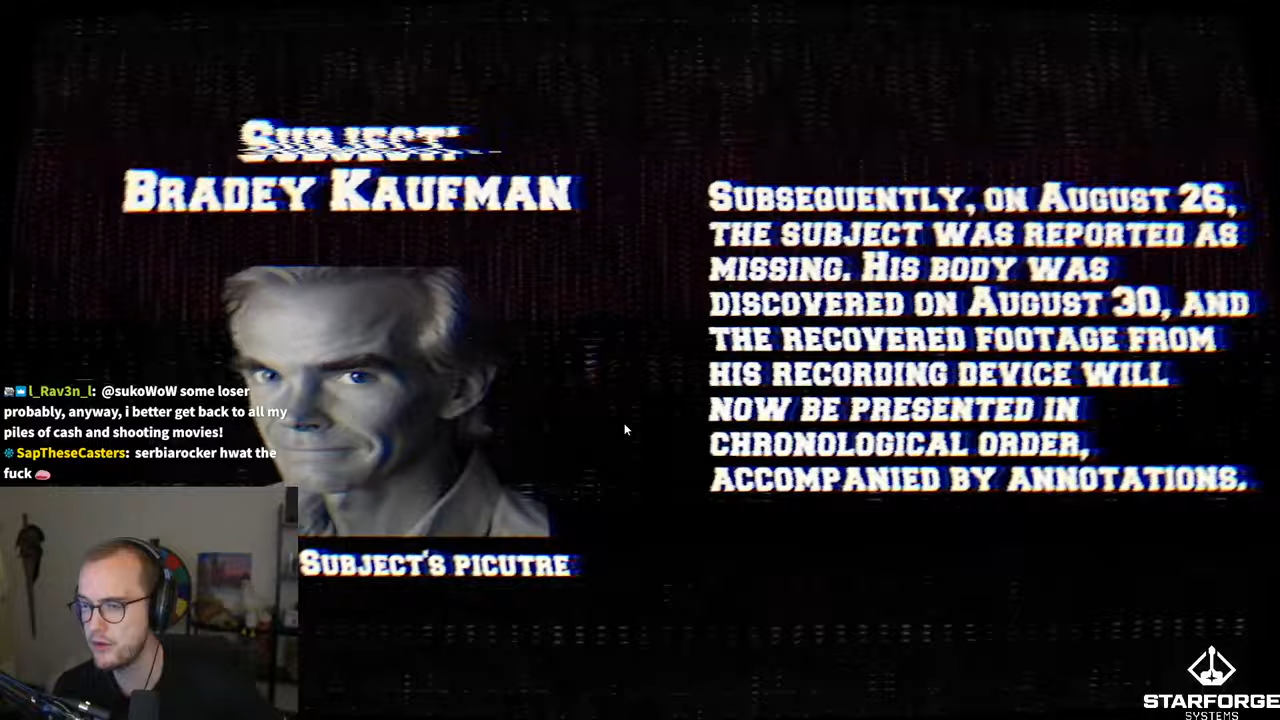 Subject:
Bradey Kaufman
Subsequently, on August 26,
the subject was reported as
missing. His body was
discovered on August 30, and
the recovered footage from
his recording device will
now be presented in
chronological order,
accompanied by annotations.
l_Rav3n_l: @sukoWoW some loser
probably, anyway, i better get back to all my
piles of cash and shooting movies!
SapTheseCasters: serbiarocker hwat the
fuck
Subject's picutre
STARFORGE
SYSTEMS